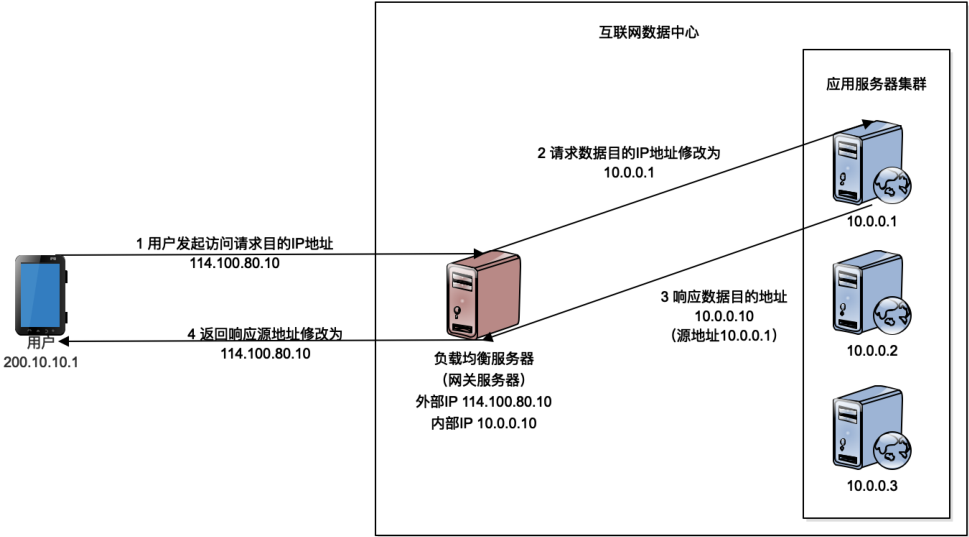 互联网数据中心
应用服务器集群
2 请求数据目的IP地址修改为
10.0.0.1
10.0.0.1
1 用户发起访问请求目的IP地址
114.100.80.10
3 响应数据目的地址
10.0.0.10
（源地址10.0.0.1）
4 返回响应源地址修改为
114.100.80.10
用户
200.10.10.1
负载均衡服务器
（网关服务器）
外部IP 114.100.80.10
内部IP 10.0.0.10
10.0.0.2
10.0.0.3